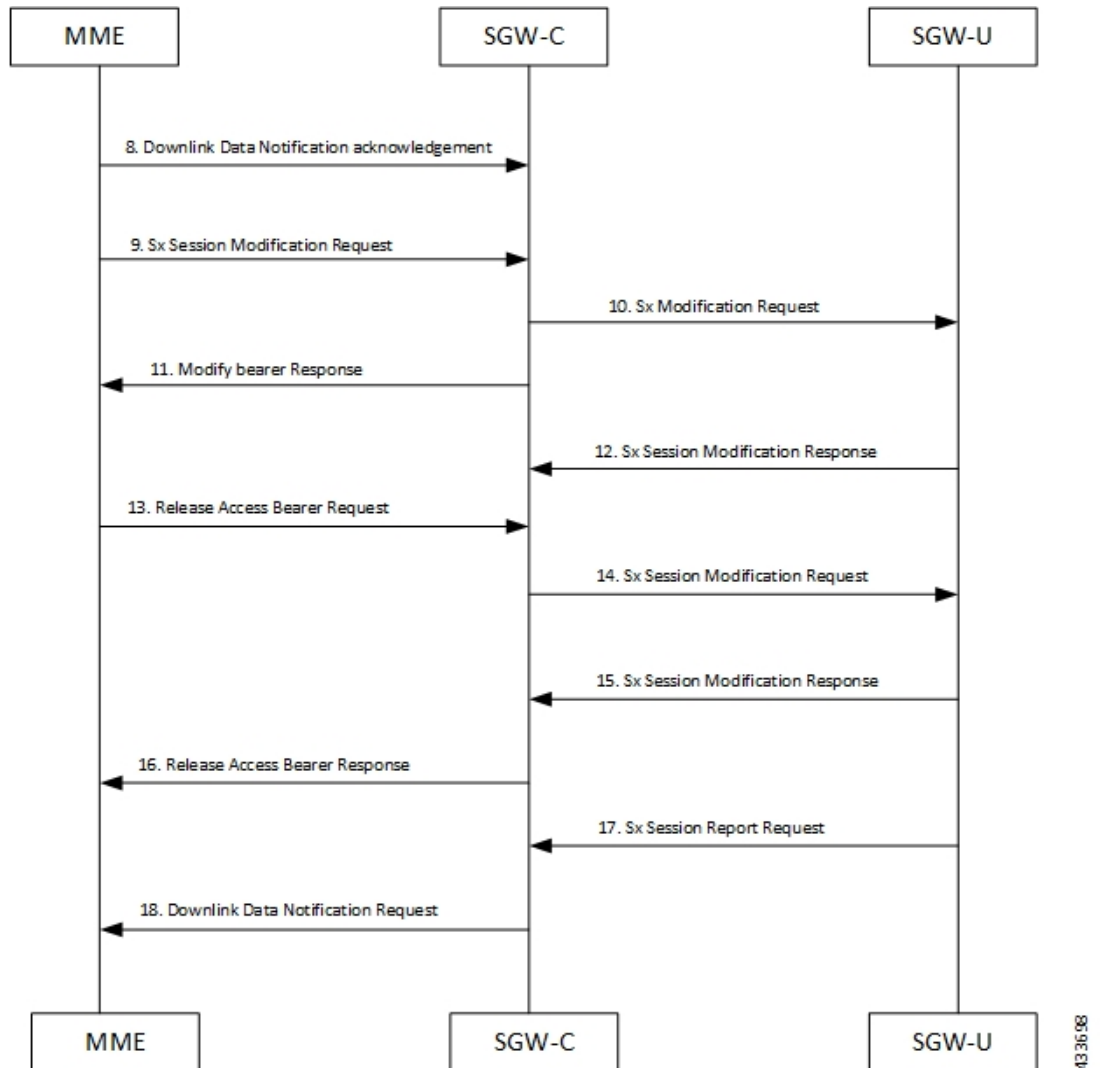 MME
SGW-C
SGW-U
8. Downlink Data Notification acknowledgement
9. Sx Session Modification Request
10. Sx Modification Request
11. Modify bearer Response
12. Sx Session Modification Response
13. Release Access Bearer Request
14. Sx Session Modification Request
15. Sx Session Modification Response
16. Release Access Bearer Response
17. Sx Session Report Request
18. Downlink Data Notification Request
MME
SGW-C
SGW-U
433698